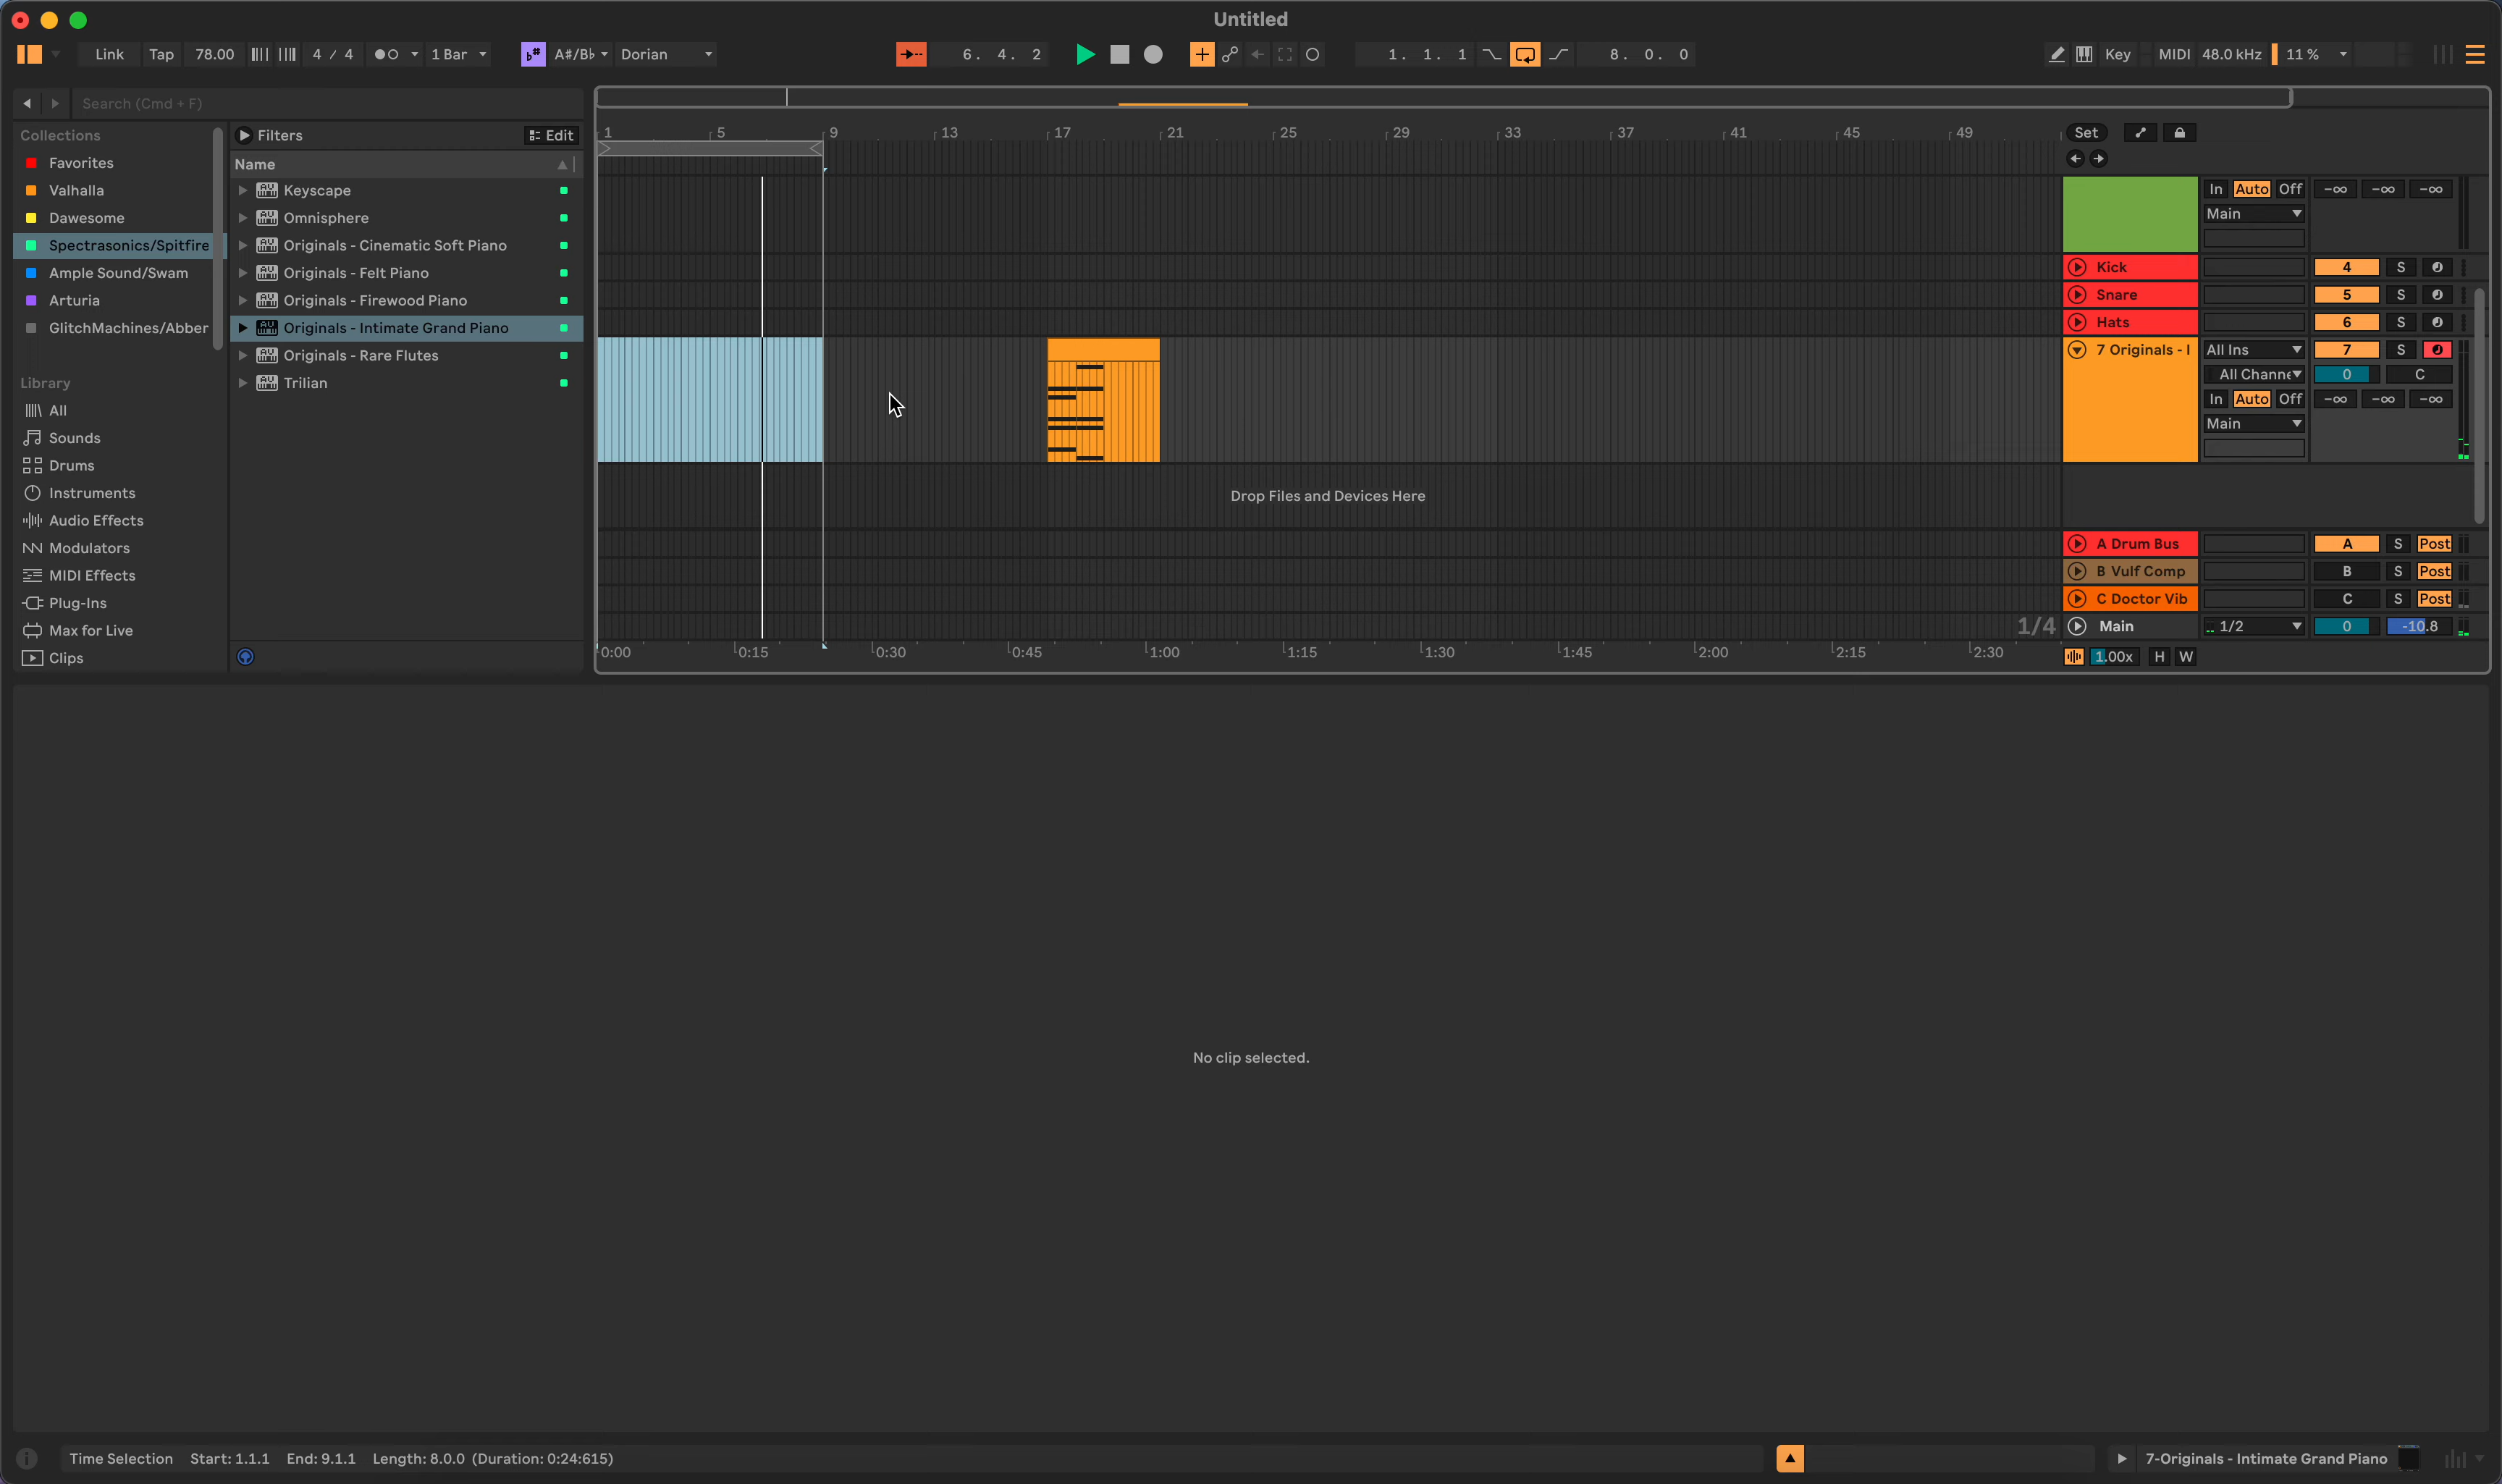 Untitled
Link Tap 78.00 4 / 4 1 Bar b# A#/Bb Dorian 6. 4. 2 1. 1. 1 8. 0. 0 Key MIDI 48.0 kHz 11 %
Search (Cmd + F)
Collections
Favorites
Valhalla
Dawesome
Spectrasonics/Spitfire
Ample Sound/Swam
Arturia
GlitchMachines/Abber
Library
All
Sounds
Drums
Instruments
Audio Effects
Modulators
MIDI Effects
Plug-Ins
Max for Live
Clips
Filters Edit
Name
Keyscape
Omnisphere
Originals - Cinematic Soft Piano
Originals - Felt Piano
Originals - Firewood Piano
Originals - Intimate Grand Piano
Originals - Rare Flutes
Trilian
1 5 9 13 17 21 25 29 33 37 41 45 49
Set
In Auto Off -∞ -∞ -∞
Main
Kick 4 S
Snare 5 S
Hats 6 S
7 Originals - I All Ins 7 S
All Channe 0 C
In Auto Off -∞ -∞ -∞
Main
Drop Files and Devices Here
A Drum Bus A S Post
B Vulf Comp B S Post
C Doctor Vib C S Post
1/4 Main 1/2 0 -10.8
0:00 0:15 0:30 0:45 1:00 1:15 1:30 1:45 2:00 2:15 2:30
1.00x H W
No clip selected.
Time Selection Start: 1.1.1 End: 9.1.1 Length: 8.0.0 (Duration: 0:24:615)
7-Originals - Intimate Grand Piano